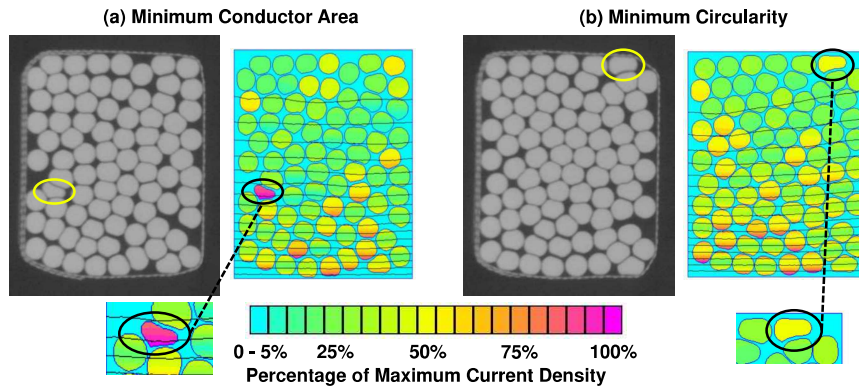 (a) Minimum Conductor Area
(b) Minimum Circularity
0 - 5% 25% 50% 75% 100%
Percentage of Maximum Current Density